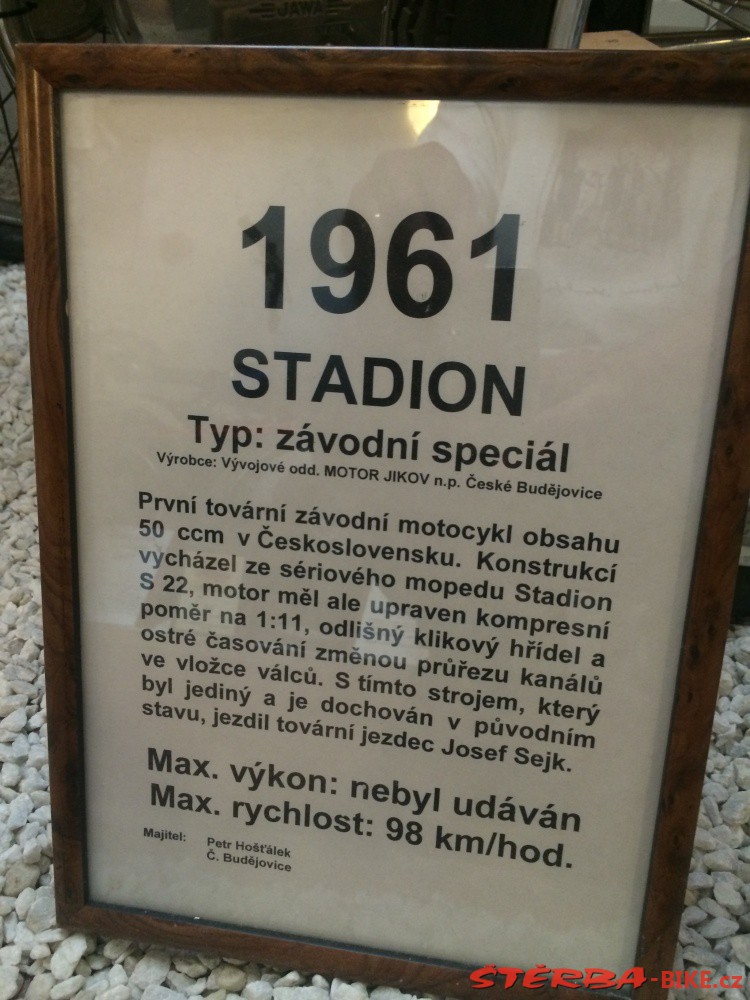 JAWA
1961
STADION
Typ: závodní speciál
Výrobce: Vývojové odd. MOTOR JIKOV n.p. České Budějovice
První tovární závodní motocykl obsahu
50 ccm v Československu. Konstrukcí
vycházel ze sériového mopedu Stadion
S 22, motor měl ale upraven kompresní
poměr na 1:11, odlišný klikový hřídel a
ostré časování změnou průřezu kanálů
ve vložce válců. S tímto strojem, který
byl jediný a je dochován v původním
stavu, jezdil tovární jezdec Josef Sejk.
Max. výkon: nebyl udáván
Max. rychlost: 98 km/hod.
Majitel: Petr Hošťálek
Č. Budějovice
ŠTĚRBA-BIKE.cz